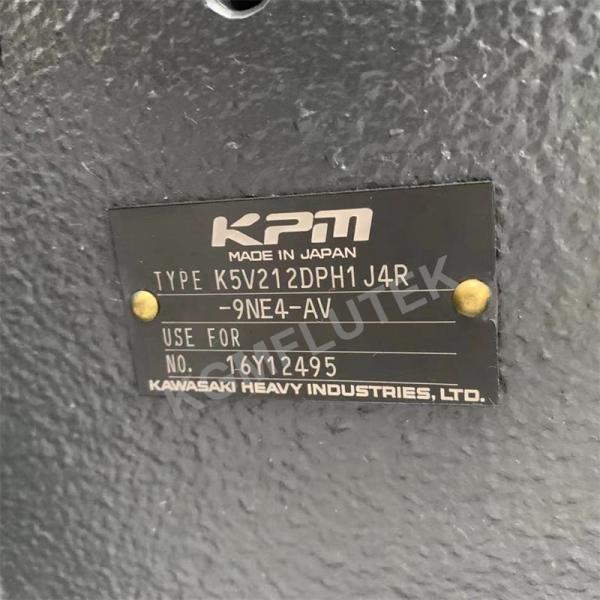 KPM
MADE IN JAPAN
TYPE K5V212DPH1J4R
-9NE4-AV
USE FOR
NO. 16Y12495
KAWASAKI HEAVY INDUSTRIES, LTD.